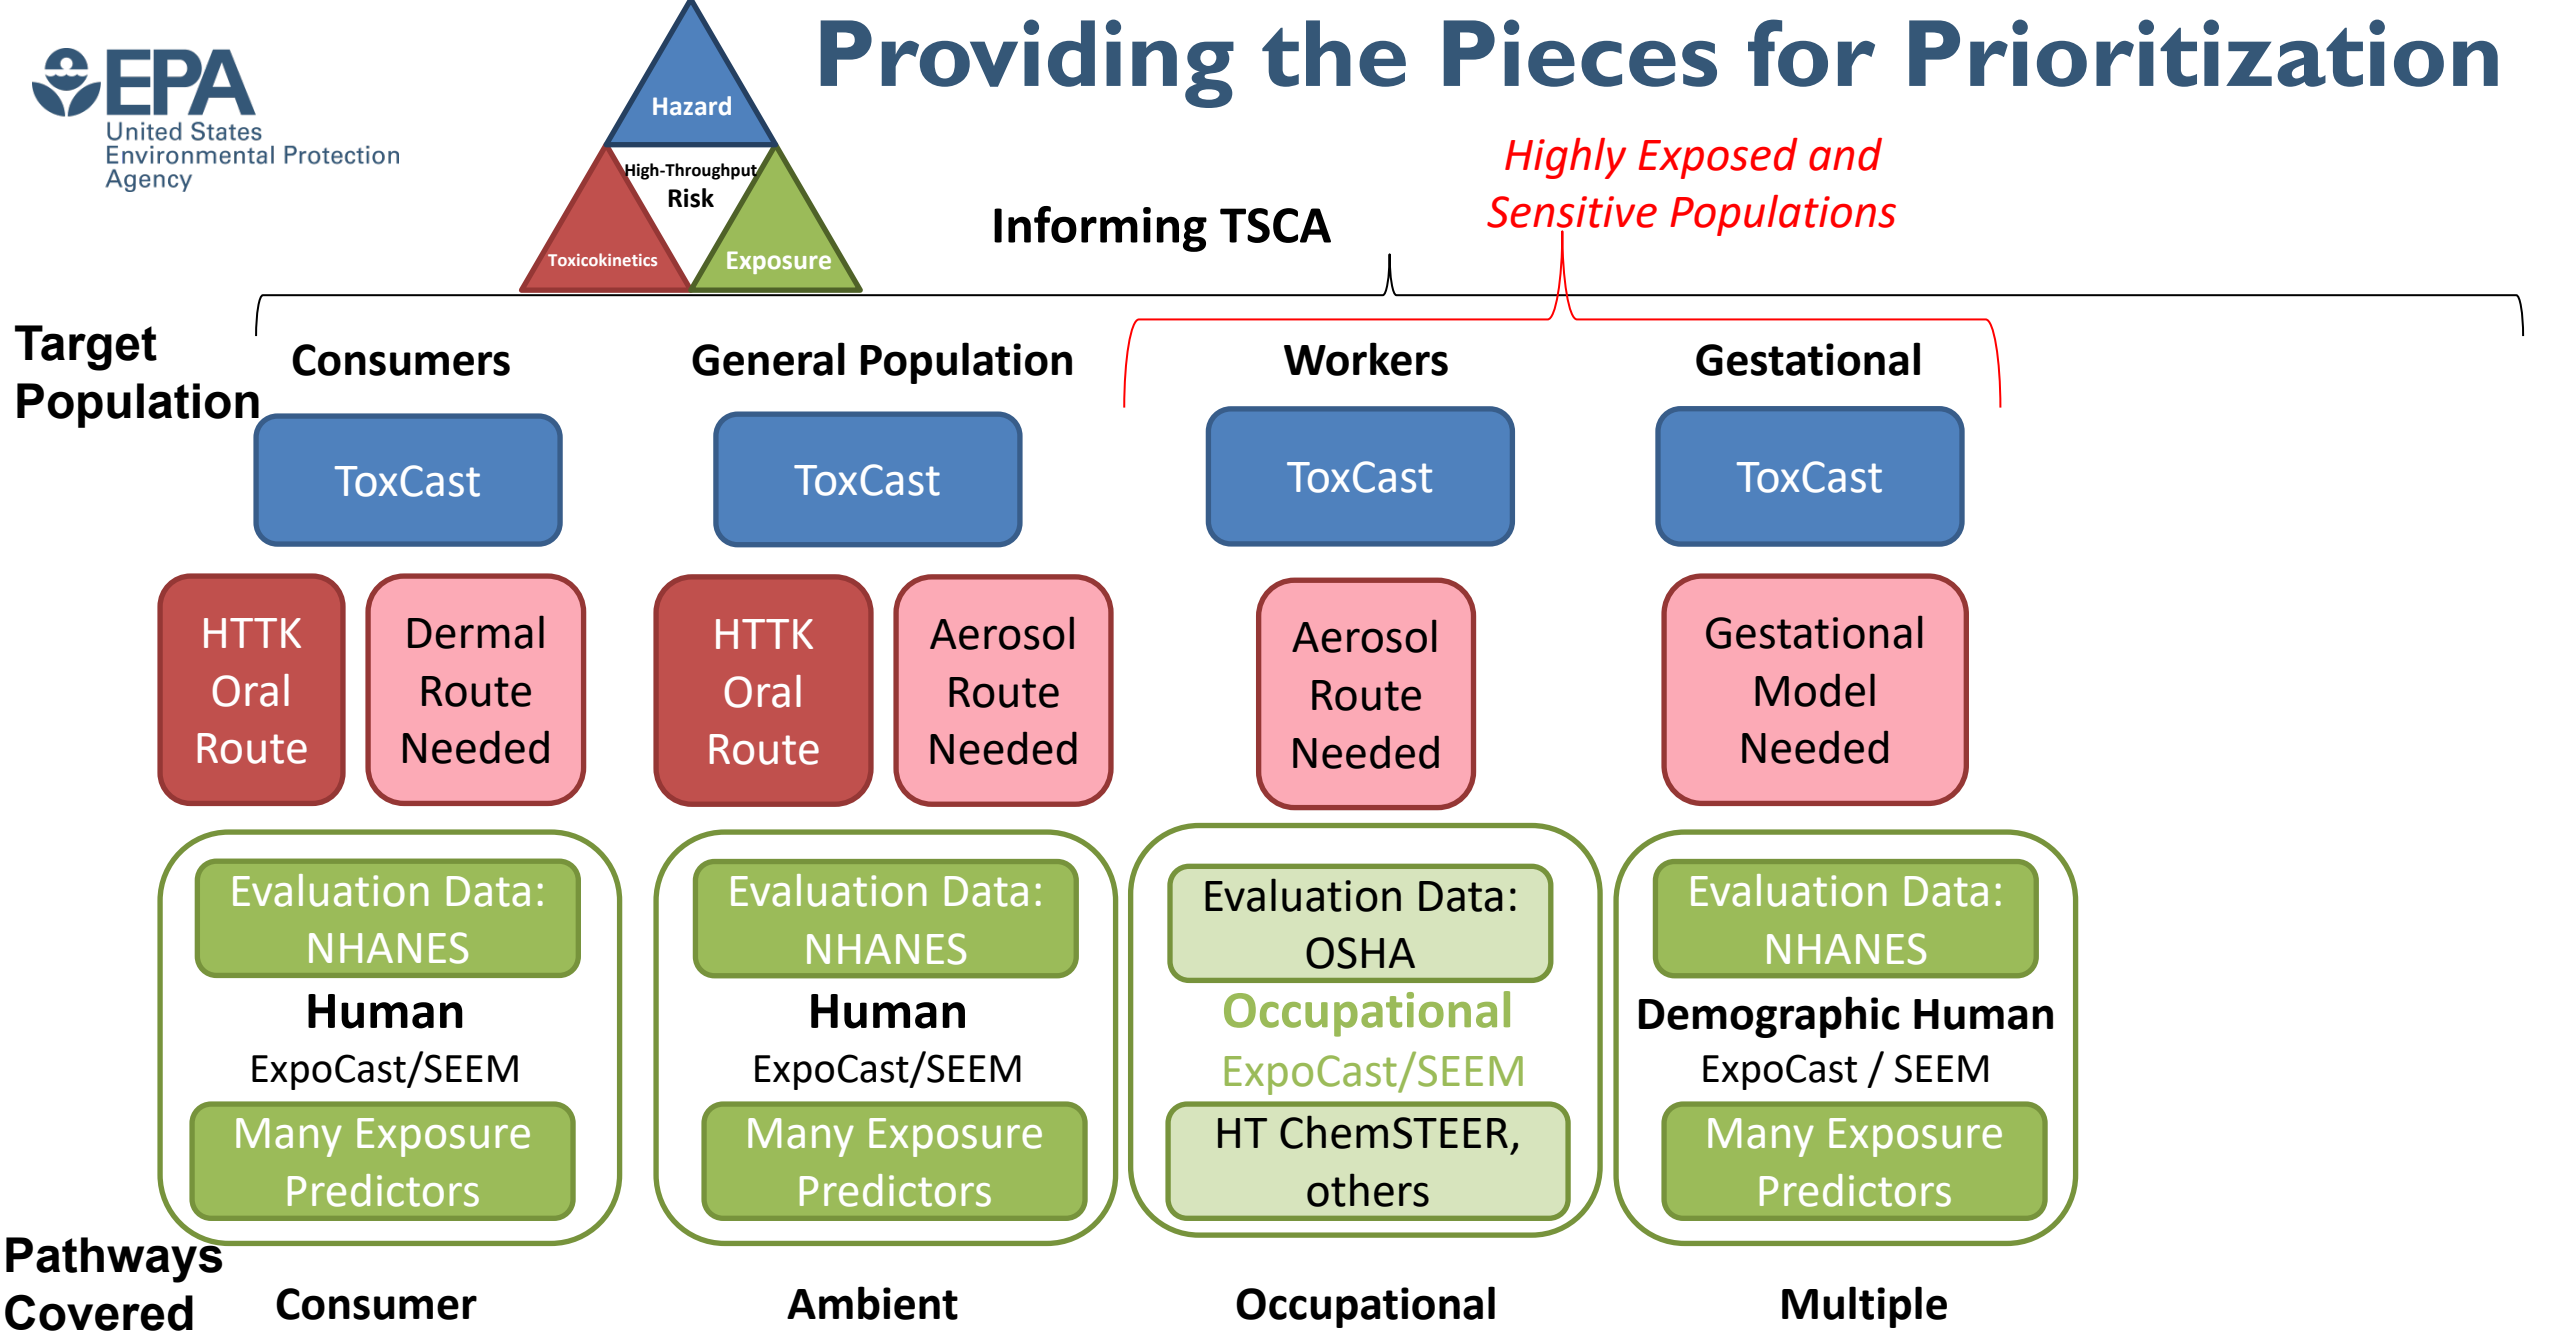 EPA
United States
Environmental Protection
Agency
Hazard
High-Throughput
Risk
Toxicokinetics
Exposure
Providing the Pieces for Prioritization
Informing TSCA
Highly Exposed and
Sensitive Populations
Target
Population
Consumers
General Population
Workers
Gestational
ToxCast
ToxCast
ToxCast
ToxCast
HTTK
Oral
Route
Dermal
Route
Needed
HTTK
Oral
Route
Aerosol
Route
Needed
Aerosol
Route
Needed
Gestational
Model
Needed
Evaluation Data:
NHANES
Human
ExpoCast/SEEM
Many Exposure
Predictors
Evaluation Data:
NHANES
Human
ExpoCast/SEEM
Many Exposure
Predictors
Evaluation Data:
OSHA
Occupational
ExpoCast/SEEM
HT ChemSTEER,
others
Evaluation Data:
NHANES
Demographic Human
ExpoCast / SEEM
Many Exposure
Predictors
Pathways
Covered
Consumer
Ambient
Occupational
Multiple